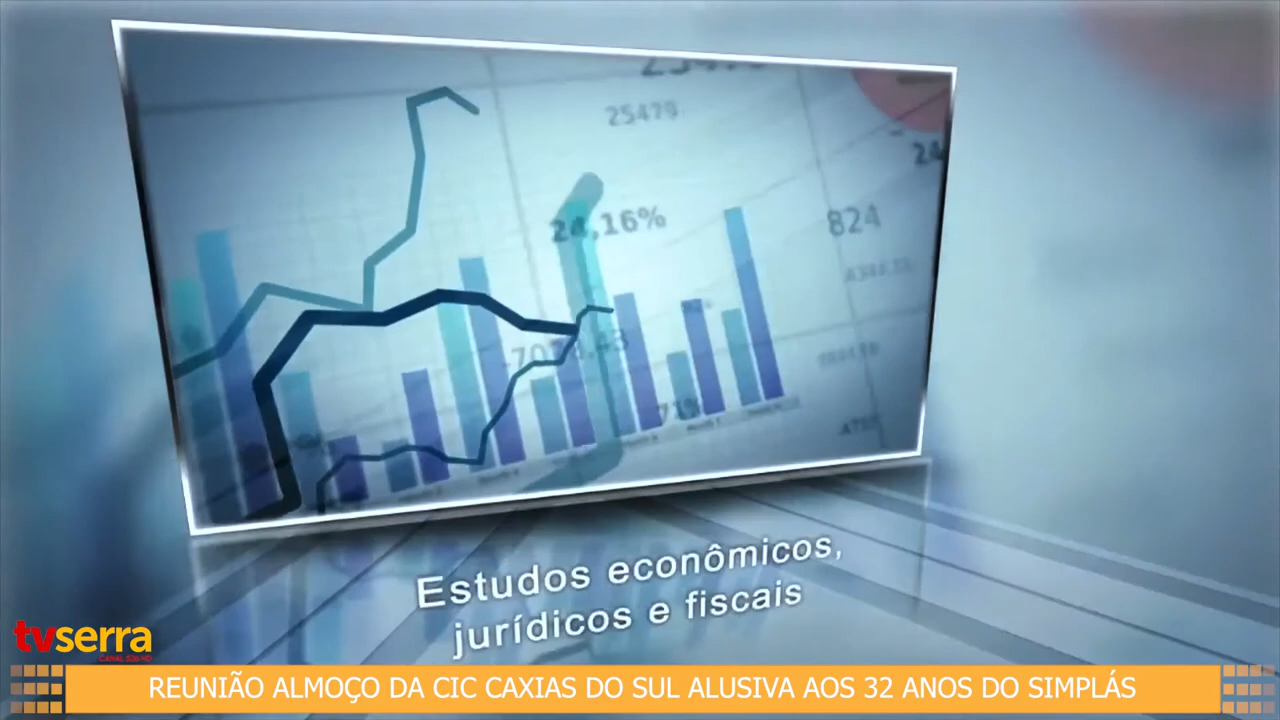 25479
24,16%
824
Estudos econômicos,
jurídicos e fiscais
tvserra
REUNIÃO ALMOÇO DA CIC CAXIAS DO SUL ALUSIVA AOS 32 ANOS DO SIMPLÁS